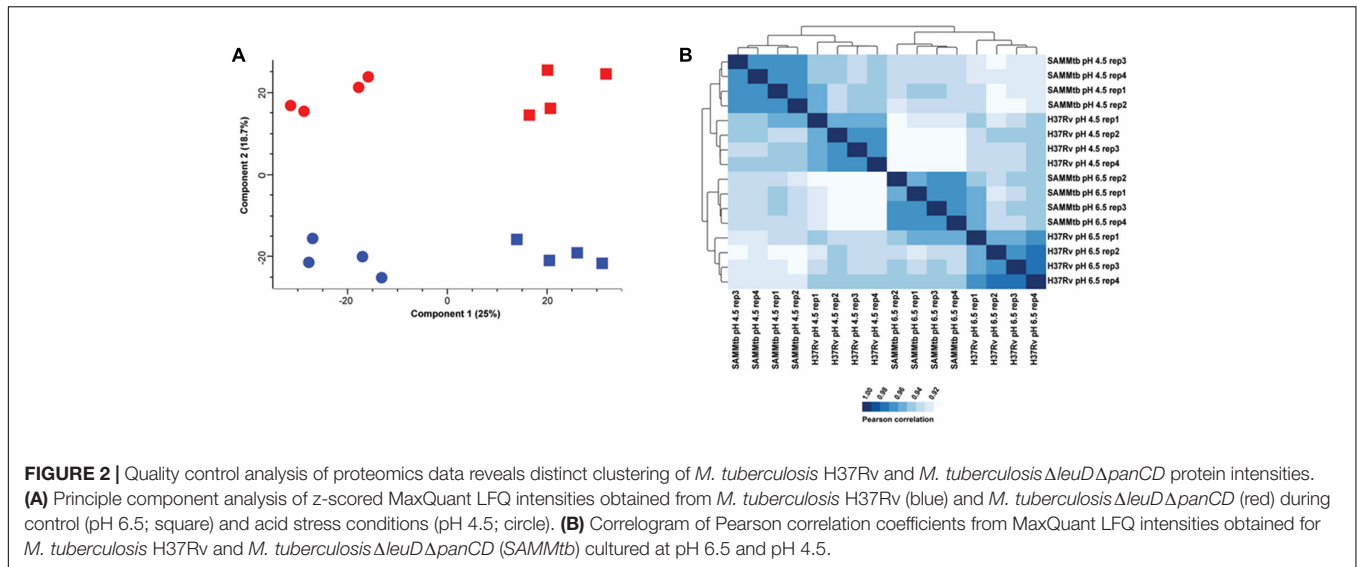 A
20
0
-20
Component 2 (18.7%)
-20
0
20
Component 1 (25%)
B
SAMMtb pH 4.5 rep3
SAMMtb pH 4.5 rep4
SAMMtb pH 4.5 rep1
SAMMtb pH 4.5 rep2
H37Rv pH 4.5 rep1
H37Rv pH 4.5 rep2
H37Rv pH 4.5 rep3
H37Rv pH 4.5 rep4
SAMMtb pH 6.5 rep2
SAMMtb pH 6.5 rep1
SAMMtb pH 6.5 rep3
SAMMtb pH 6.5 rep4
H37Rv pH 6.5 rep1
H37Rv pH 6.5 rep2
H37Rv pH 6.5 rep3
H37Rv pH 6.5 rep4
SAMMtb pH 4.5 rep3
SAMMtb pH 4.5 rep4
SAMMtb pH 4.5 rep1
SAMMtb pH 4.5 rep2
H37Rv pH 4.5 rep1
H37Rv pH 4.5 rep2
H37Rv pH 4.5 rep3
H37Rv pH 4.5 rep4
SAMMtb pH 6.5 rep2
SAMMtb pH 6.5 rep1
SAMMtb pH 6.5 rep3
SAMMtb pH 6.5 rep4
H37Rv pH 6.5 rep1
H37Rv pH 6.5 rep2
H37Rv pH 6.5 rep3
H37Rv pH 6.5 rep4
1.00
0.98
0.96
0.94
0.92
Pearson correlation
FIGURE 2 | Quality control analysis of proteomics data reveals distinct clustering of M. tuberculosis H37Rv and M. tuberculosisΔleuDΔpanCD protein intensities.
(A) Principle component analysis of z-scored MaxQuant LFQ intensities obtained from M. tuberculosis H37Rv (blue) and M. tuberculosisΔleuDΔpanCD (red) during
control (pH 6.5; square) and acid stress conditions (pH 4.5; circle). (B) Correlogram of Pearson correlation coefficients from MaxQuant LFQ intensities obtained for
M. tuberculosis H37Rv and M. tuberculosisΔleuDΔpanCD (SAMMtb) cultured at pH 6.5 and pH 4.5.